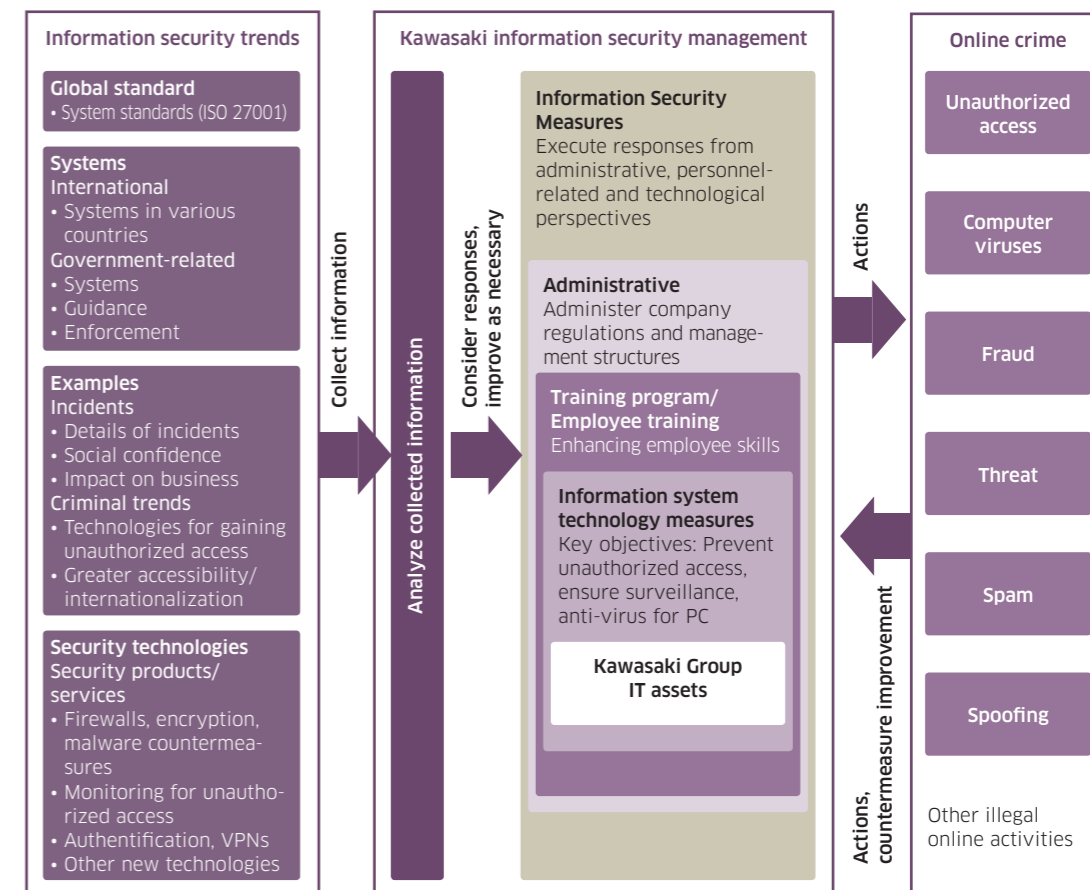 Information security trends
Global standard
• System standards (ISO 27001)
Systems
International
• Systems in various
countries
Government-related
• Systems
• Guidance
• Enforcement
Examples
Incidents
• Details of incidents
• Social confidence
• Impact on business
Criminal trends
• Technologies for gaining
unauthorized access
• Greater accessibility/
internationalization
Security technologies
Security products/
services
• Firewalls, encryption,
malware countermea-
sures
• Monitoring for unautho-
rized access
• Authentification, VPNs
• Other new technologies
Collect information
Kawasaki information security management
Analyze collected information
Consider responses,
improve as necessary
Information Security
Measures
Execute responses from
administrative, personnel-
related and technological
perspectives
Administrative
Administer company
regulations and manage-
ment structures
Training program/
Employee training
Enhancing employee skills
Information system
technology measures
Key objectives: Prevent
unauthorized access,
ensure surveillance,
anti-virus for PC
Kawasaki Group
IT assets
Actions
Actions,
countermeasure improvement
Online crime
Unauthorized
access
Computer
viruses
Fraud
Threat
Spam
Spoofing
Other illegal
online activities